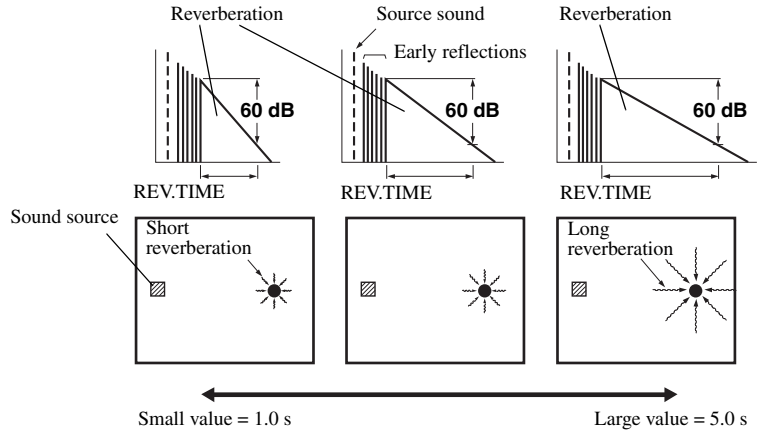 Reverberation
Source sound
Reverberation
Early reflections
60 dB
60 dB
60 dB
REV.TIME
REV.TIME
REV.TIME
Sound source
Short
reverberation
Long
reverberation
Small value = 1.0 s
Large value = 5.0 s